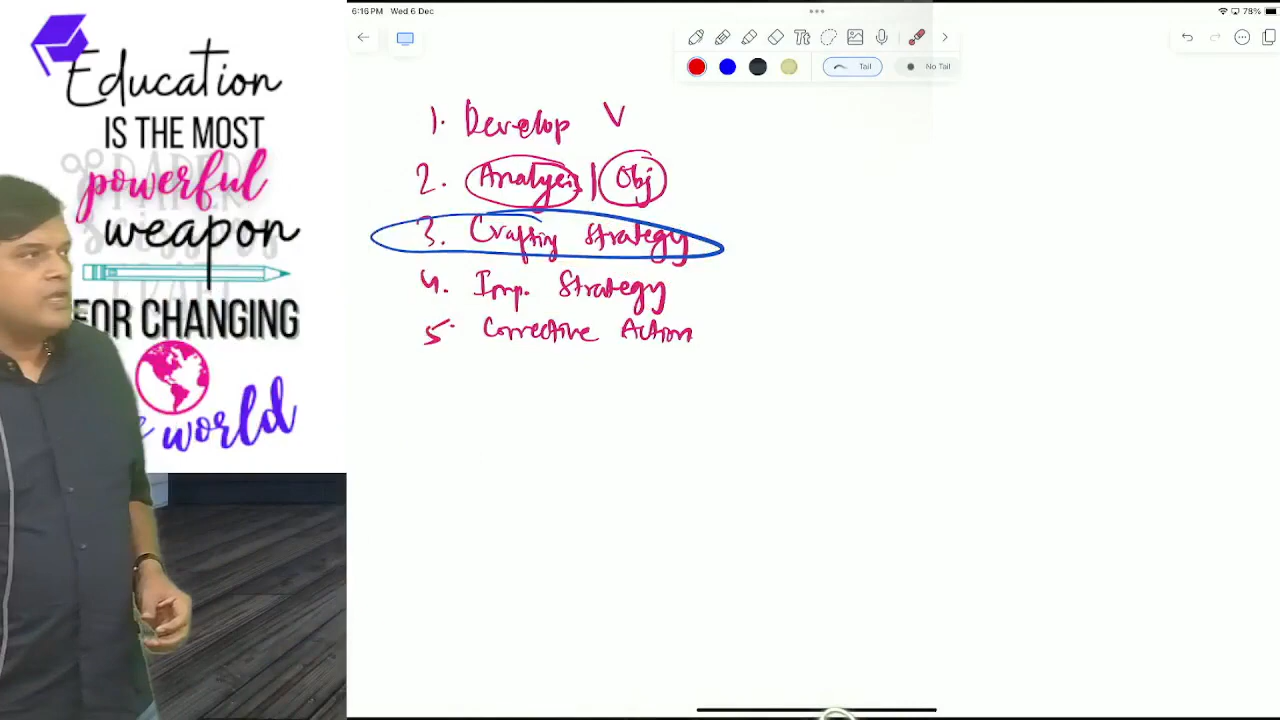 6:16 PM Wed 6 Dec
78%
Tt
Tail
No Tail
Education
IS THE MOST
powerful
weapon
FOR CHANGING
world
1. Develop V
2. Analysis | Obj
3. Crafting Strategy
4. Imp. Strategy
5. Corrective Action